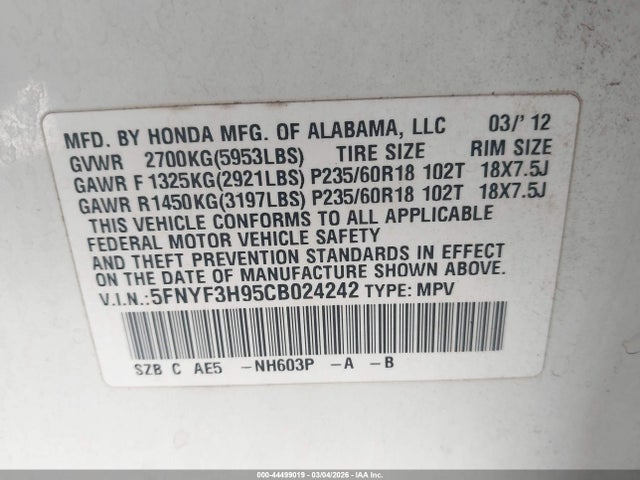 MFD. BY HONDA MFG. OF ALABAMA, LLC 03/' 12
GVWR 2700KG(5953LBS) TIRE SIZE RIM SIZE
GAWR F 1325KG(2921LBS) P235/60R18 102T 18X7.5J
GAWR R 1450KG(3197LBS) P235/60R18 102T 18X7.5J
THIS VEHICLE CONFORMS TO ALL APPLICABLE
FEDERAL MOTOR VEHICLE SAFETY
AND THEFT PREVENTION STANDARDS IN EFFECT
ON THE DATE OF MANUFACTURE SHOWN ABOVE.
V.I.N.:5FNYF3H95CB024242 TYPE: MPV
SZB C AE5 -NH603P -A -B
000-44499019 - 03/04/2026 - IAA Inc.